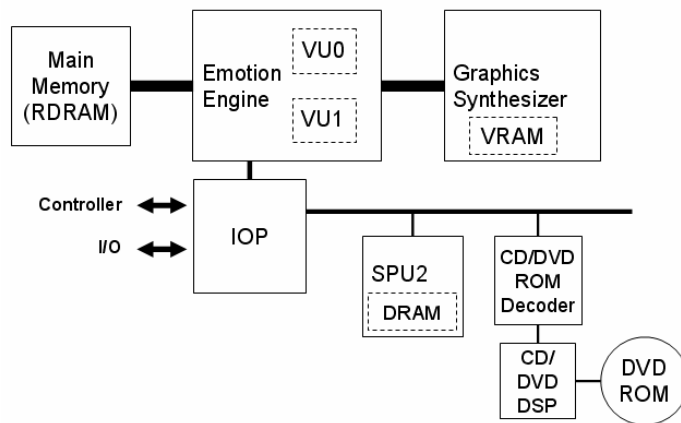 Main
Memory
(RDRAM)
Emotion
Engine
VU0
VU1
Graphics
Synthesizer
VRAM
Controller
I/O
IOP
SPU2
DRAM
CD/DVD
ROM
Decoder
CD/
DVD
DSP
DVD
ROM